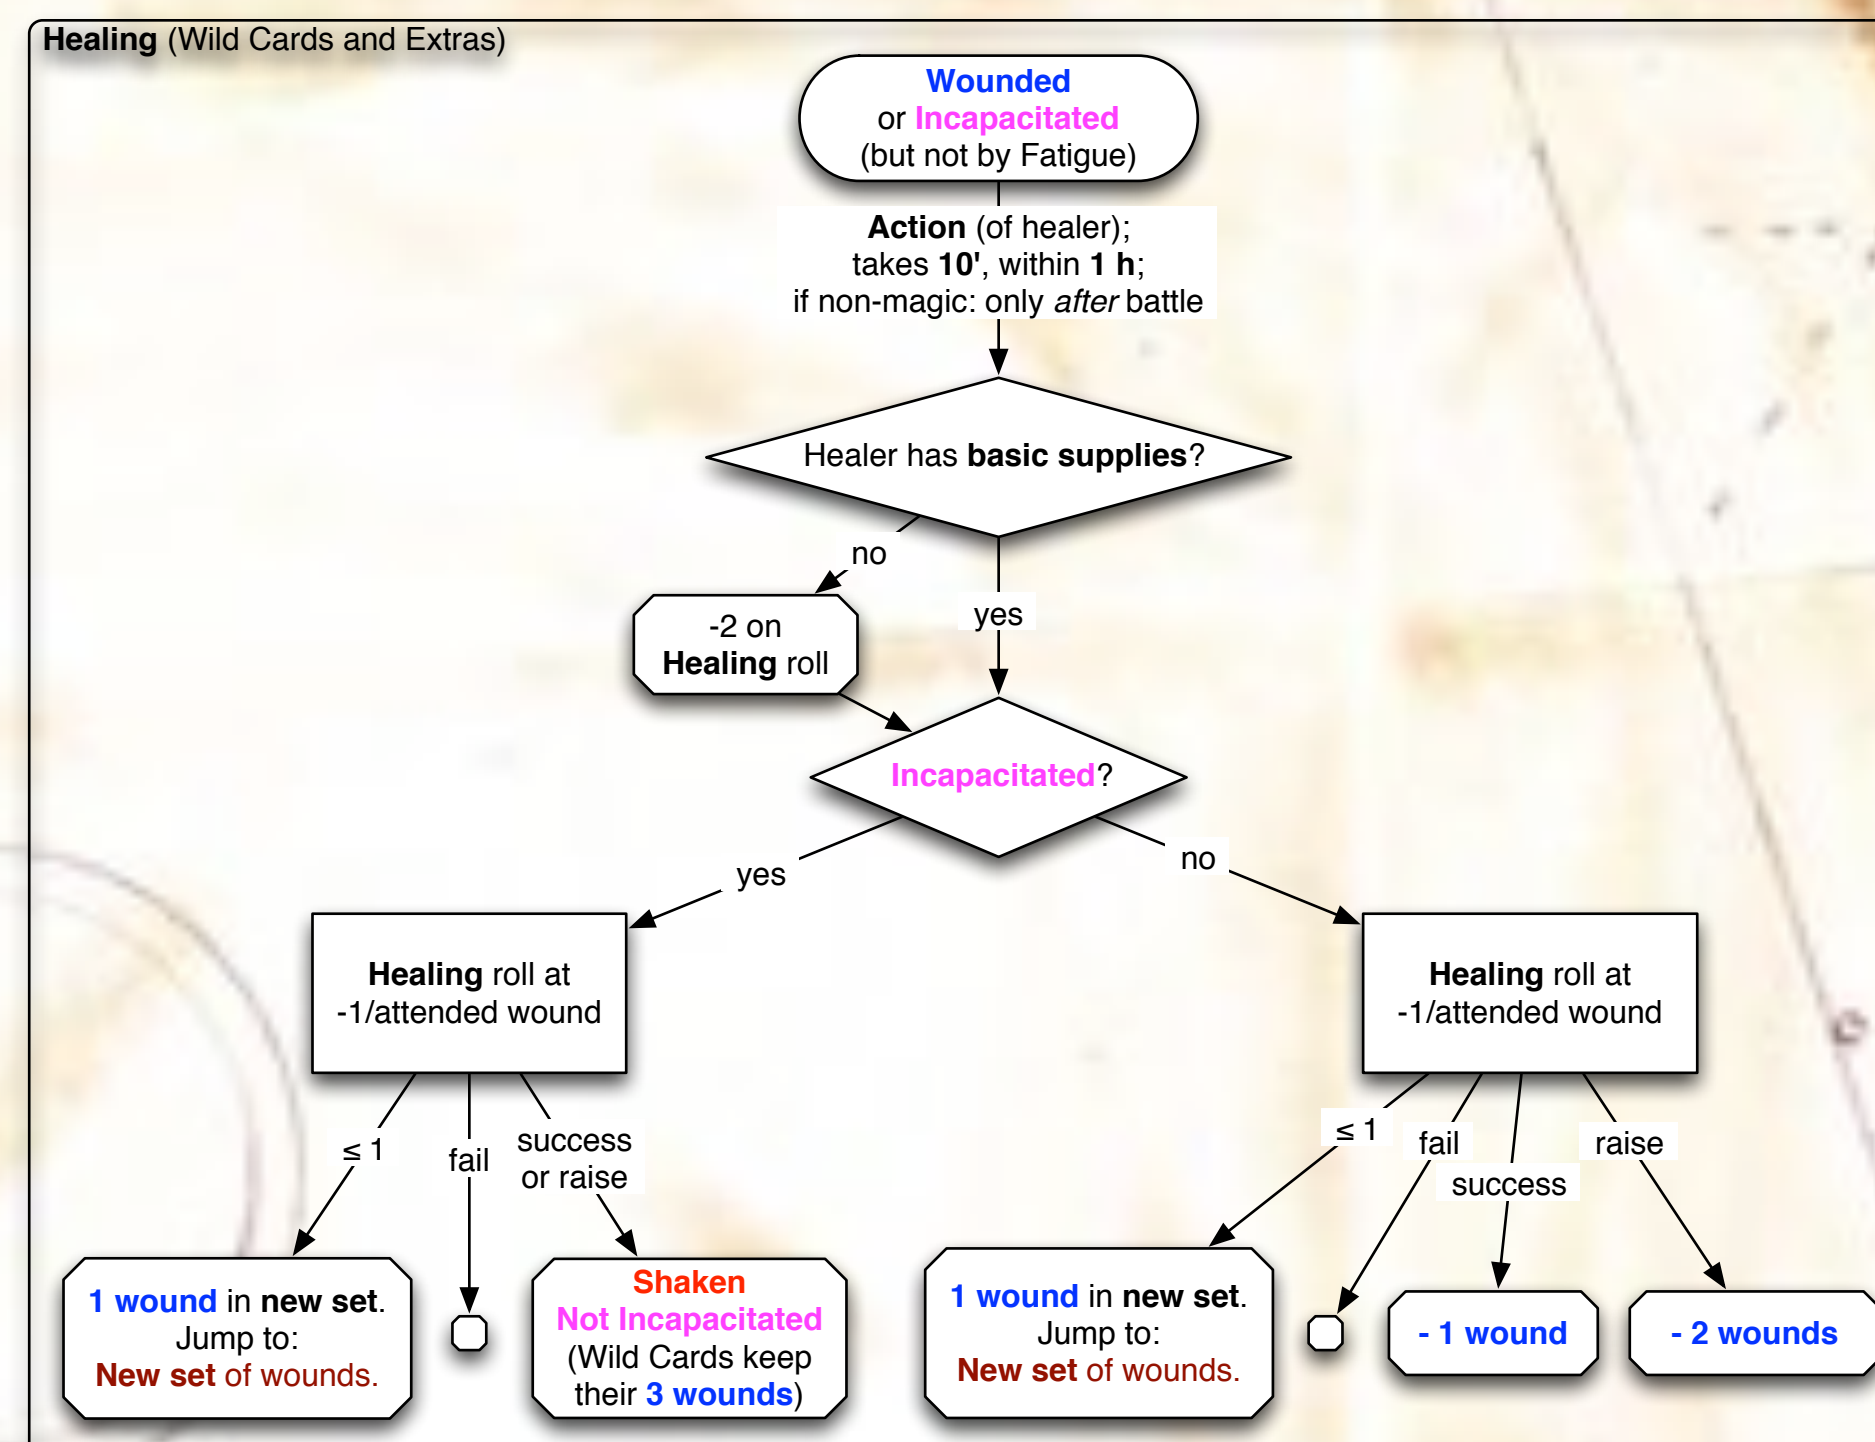 Healing (Wild Cards and Extras)
Wounded
or Incapacitated
(but not by Fatigue)
Action (of healer);
takes 10', within 1 h;
if non-magic: only after battle
Healer has basic supplies?
no
yes
-2 on
Healing roll
Incapacitated?
yes
no
Healing roll at
-1/attended wound
Healing roll at
-1/attended wound
≤ 1
fail
success
or raise
≤ 1
fail
success
raise
1 wound in new set.
Jump to:
New set of wounds.
Shaken
Not Incapacitated
(Wild Cards keep
their 3 wounds)
1 wound in new set.
Jump to:
New set of wounds.
- 1 wound
- 2 wounds